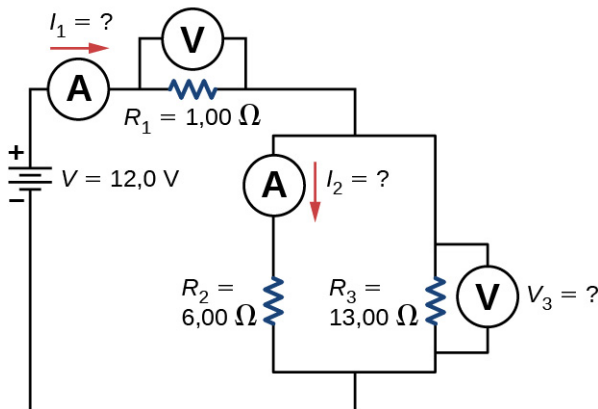 I₁ = ?
V
A
R₁ = 1,00 Ω
+
V = 12,0 V
−
A
I₂ = ?
R₂ =
6,00 Ω
R₃ =
13,00 Ω
V
V₃ = ?